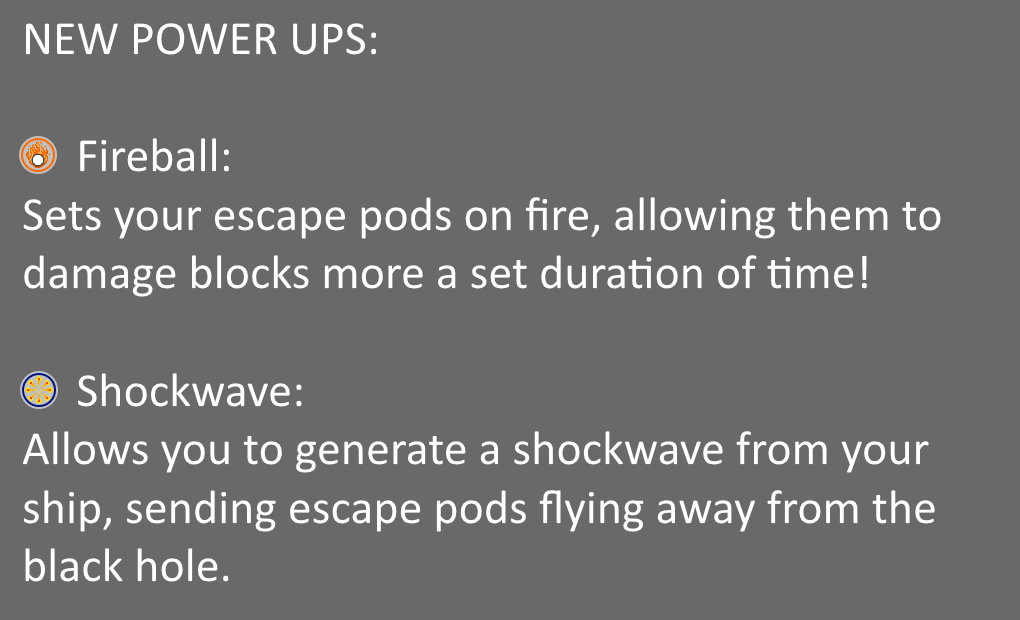 NEW POWER UPS:
Fireball:
Sets your escape pods on fire, allowing them to
damage blocks more a set duration of time!
Shockwave:
Allows you to generate a shockwave from your
ship, sending escape pods flying away from the
black hole.